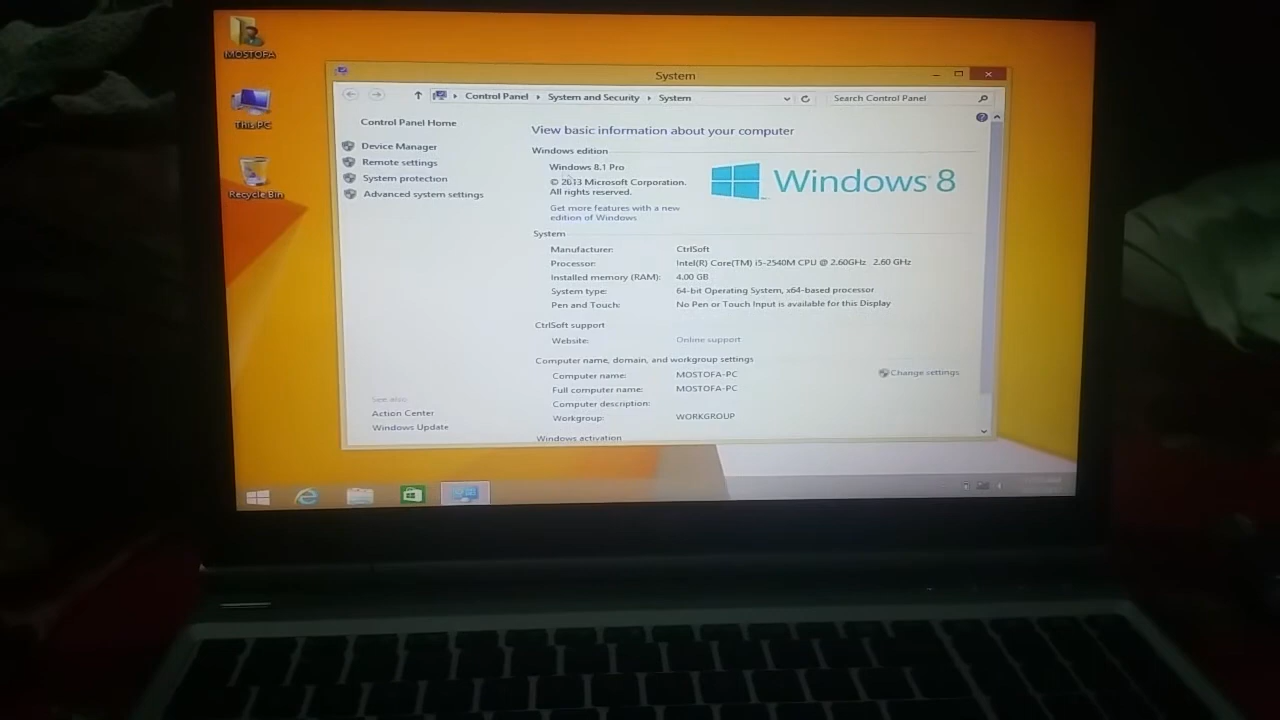 MOSTOFA
This PC
Recycle Bin
System
Control Panel
System and Security
System
Search Control Panel
Control Panel Home
Device Manager
Remote settings
System protection
Advanced system settings
See also
Action Center
Windows Update
View basic information about your computer
Windows edition
Windows 8.1 Pro
© 2013 Microsoft Corporation.
All rights reserved.
Get more features with a new
edition of Windows
Windows 8
System
Manufacturer: CtrlSoft
Processor: Intel(R) Core(TM) i5-2540M CPU @ 2.60GHz 2.60 GHz
Installed memory (RAM): 4.00 GB
System type: 64-bit Operating System, x64-based processor
Pen and Touch: No Pen or Touch Input is available for this Display
CtrlSoft support
Website: Online support
Computer name, domain, and workgroup settings
Computer name: MOSTOFA-PC
Change settings
Full computer name: MOSTOFA-PC
Computer description:
Workgroup: WORKGROUP
Windows activation